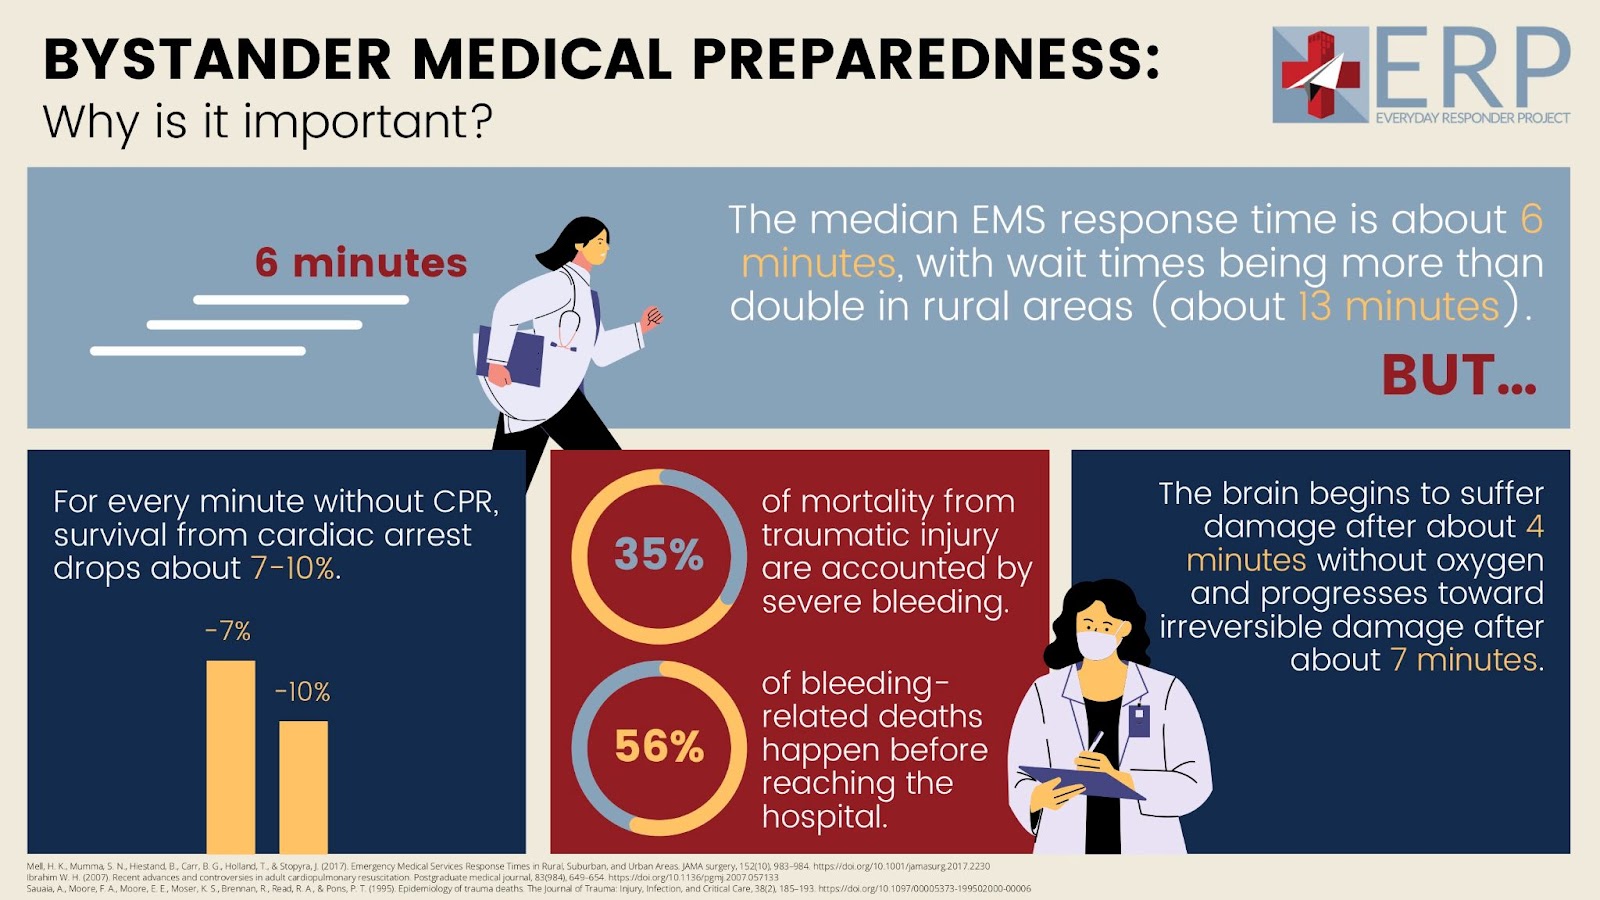 BYSTANDER MEDICAL PREPAREDNESS:
Why is it important?
ERP
EVERYDAY RESPONDER PROJECT
6 minutes
The median EMS response time is about 6
minutes, with wait times being more than
double in rural areas (about 13 minutes).
BUT...
For every minute without CPR,
survival from cardiac arrest
drops about 7-10%.
-7%
-10%
35%
of mortality from
traumatic injury
are accounted by
severe bleeding.
56%
of bleeding-
related deaths
happen before
reaching the
hospital.
The brain begins to suffer
damage after about 4
minutes without oxygen
and progresses toward
irreversible damage after
about 7 minutes.
Mell, H. K., Mumma, S. N., Hiestand, B., Carr, B. G., Holland, T., & Stopyra, J. (2017). Emergency Medical Services Response Times in Rural, Suburban, and Urban Areas. JAMA surgery, 152(10), 983–984. https://doi.org/10.1001/jamasurg.2017.2230
Ibrahim W. H. (2007). Recent advances and controversies in adult cardiopulmonary resuscitation. Postgraduate medical journal, 83(984), 649–654. https://doi.org/10.1136/pgmj.2007.057133
Sauaia, A., Moore, F. A., Moore, E. E., Moser, K. S., Brennan, R., Read, R. A., & Pons, P. T. (1995). Epidemiology of trauma deaths. The Journal of Trauma: Injury, Infection, and Critical Care, 38(2), 185–193. https://doi.org/10.1097/00005373-199502000-00006